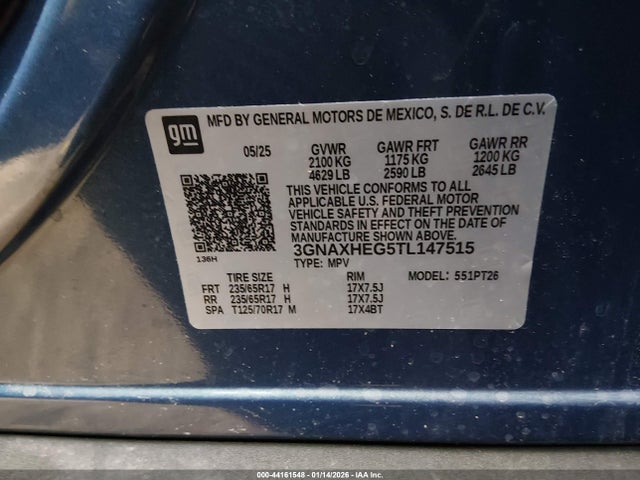 gm
MFD BY GENERAL MOTORS DE MEXICO, S. DE R.L. DE C.V.
05/25 GVWR GAWR FRT GAWR RR
2100 KG 1175 KG 1200 KG
4629 LB 2590 LB 2645 LB
THIS VEHICLE CONFORMS TO ALL
APPLICABLE U.S. FEDERAL MOTOR
VEHICLE SAFETY AND THEFT PREVENTION
STANDARDS IN EFFECT ON THE DATE OF
MANUFACTURE SHOWN ABOVE.
136H 3GNAXHEG5TL147515
TYPE: MPV MODEL: 551PT26
TIRE SIZE RIM
FRT 235/65R17 H 17X7.5J
RR 235/65R17 H 17X7.5J
SPA T125/70R17 M 17X4BT
000 - 44161548 - 01/14/2026 - IAA Inc.